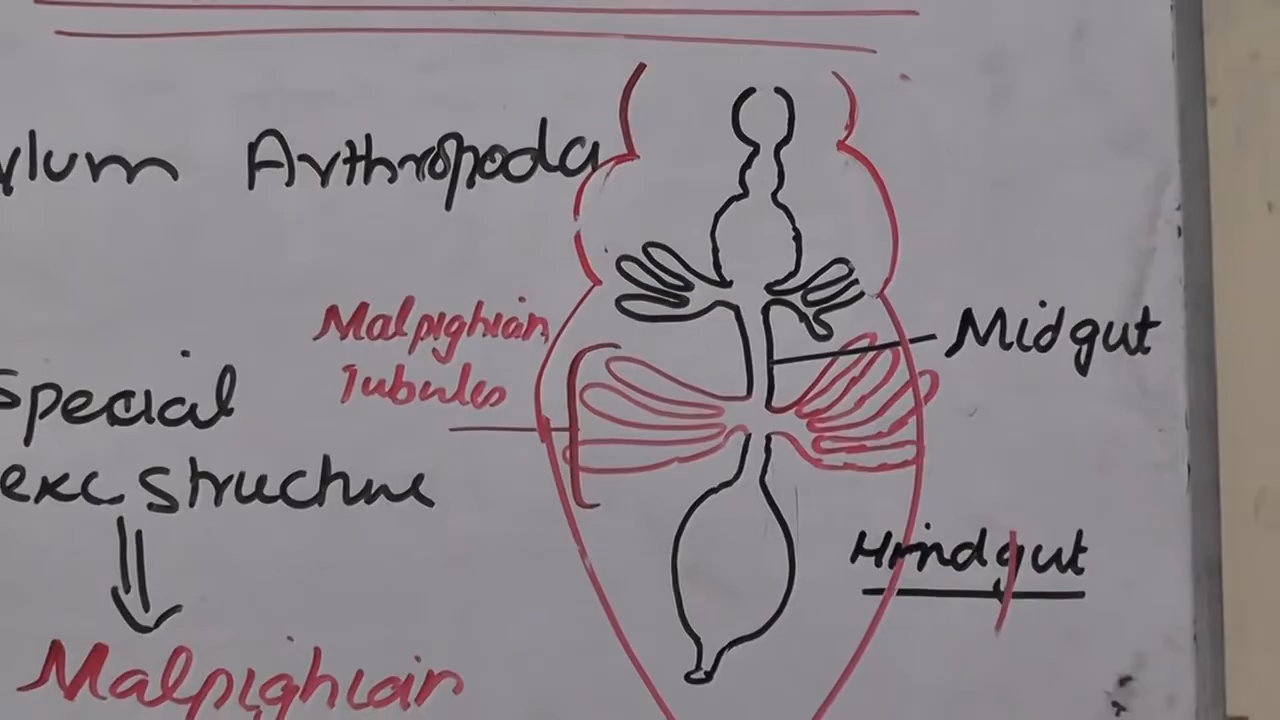 ylum Arthropoda
Malpighian
Tubules
Midgut
Special
exc structure
Hindgut
Malpighian